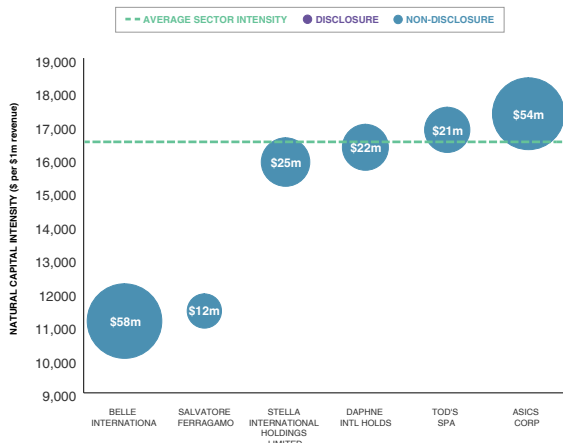 AVERAGE SECTOR INTENSITY DISCLOSURE NON-DISCLOSURE
NATURAL CAPITAL INTENSITY ($ per $1m revenue)
19,000
18,000
17,000
16,000
15,000
14,000
13,000
12,000
11,000
10,000
9,000
$58m
$12m
$25m
$22m
$21m
$54m
BELLE
INTERNATIONA
SALVATORE
FERRAGAMO
STELLA
INTERNATIONAL
HOLDINGS
LIMITED
DAPHNE
INTL HOLDS
TOD'S
SPA
ASICS
CORP